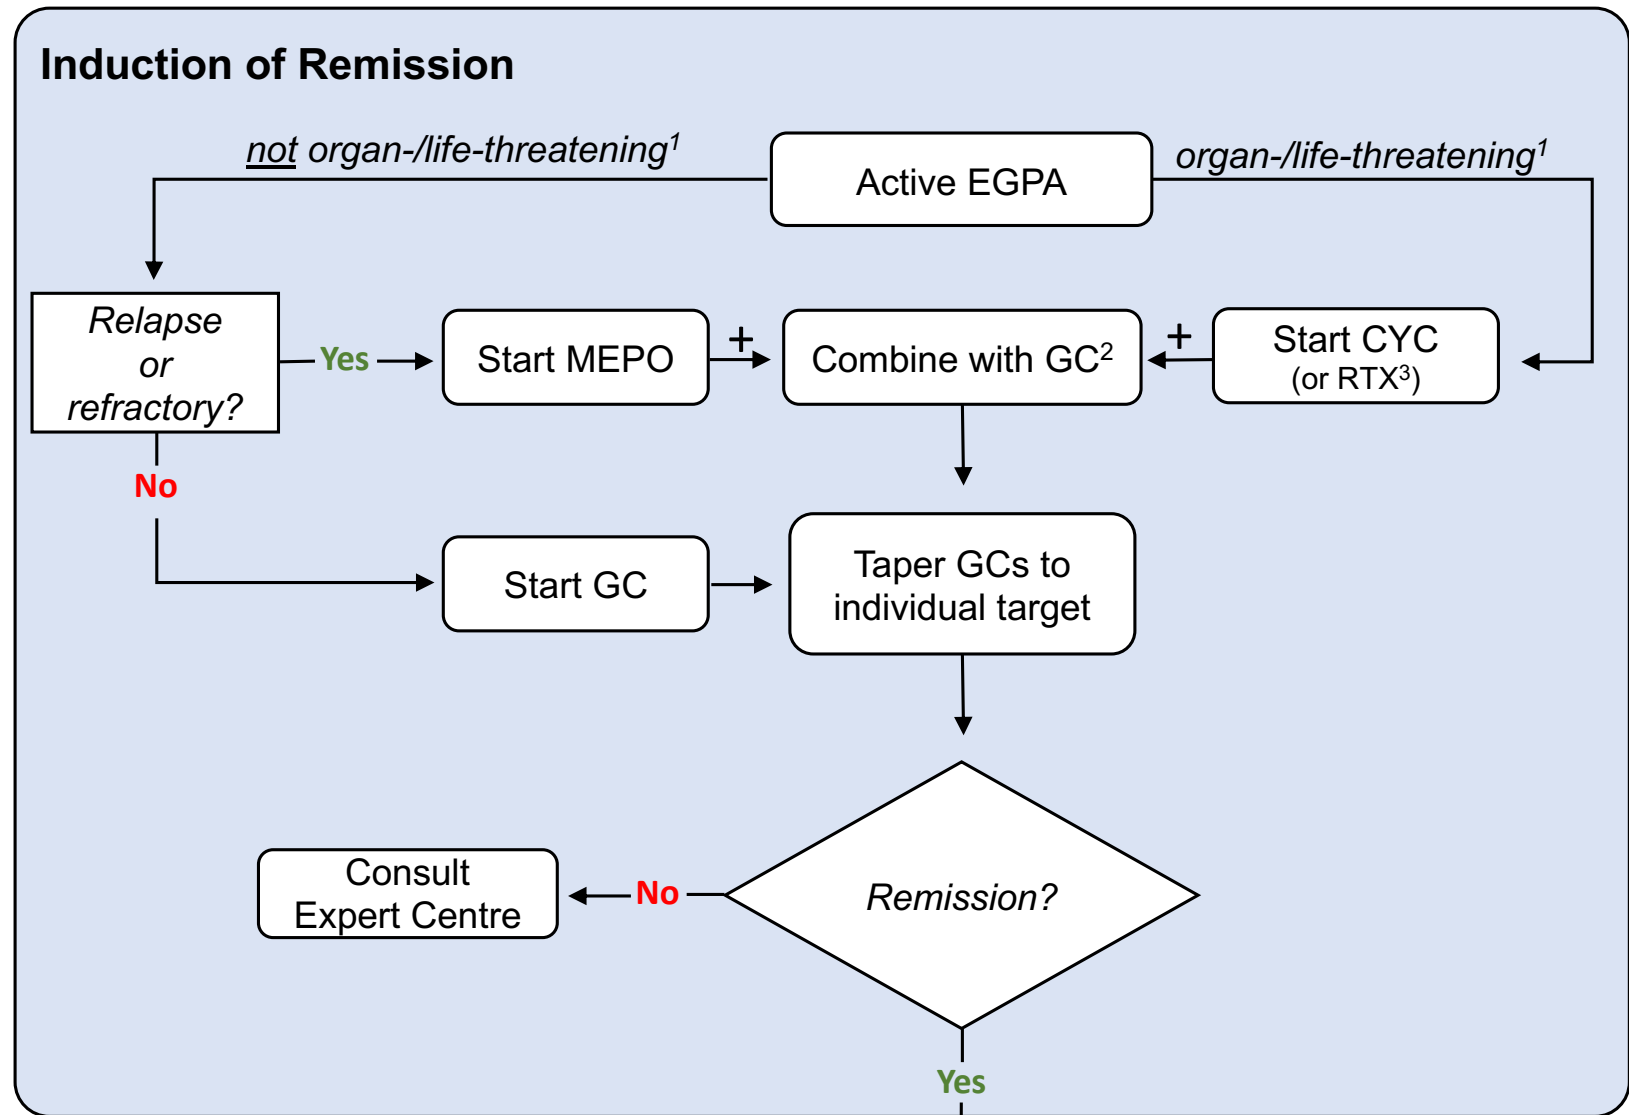 Induction of Remission
not organ-/life-threatening¹
Active EGPA
organ-/life-threatening¹
Relapse
or
refractory?
Yes
Start MEPO
+
Combine with GC²
+
Start CYC
(or RTX³)
No
Start GC
Taper GCs to
individual target
Remission?
No
Consult
Expert Centre
Yes